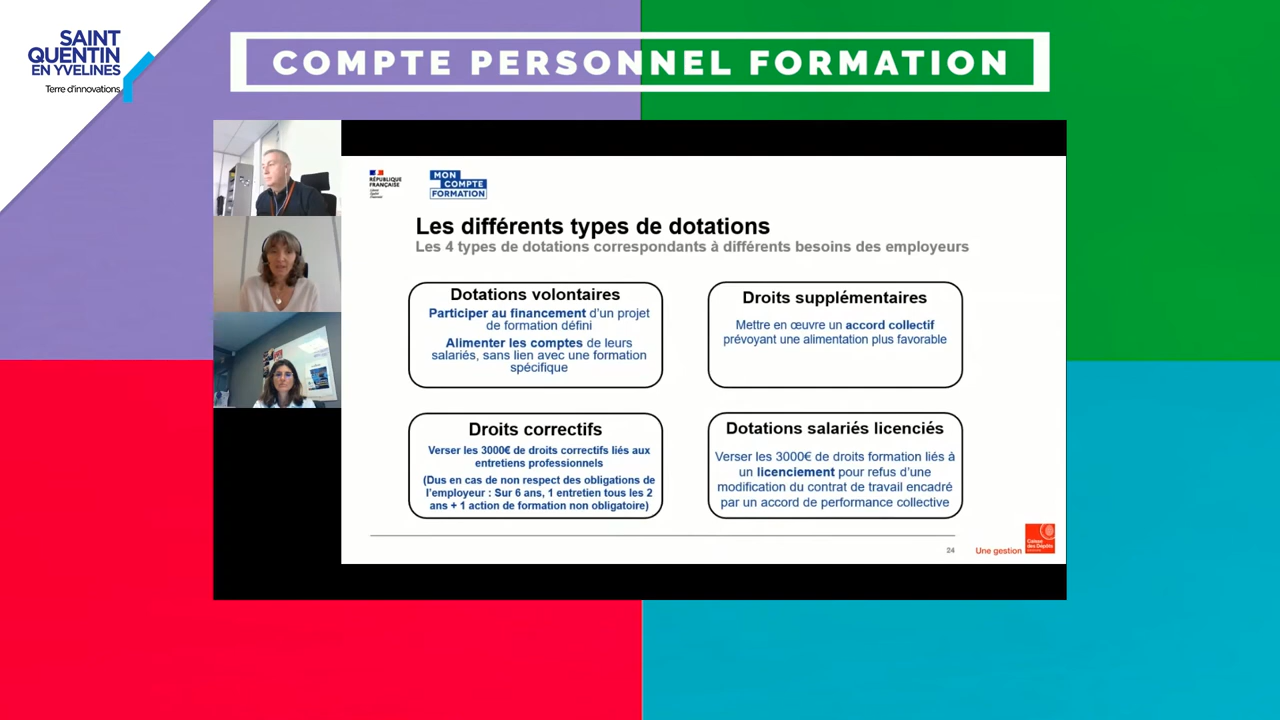 SAINT
QUENTIN
EN YVELINES
Terre d'innovations
COMPTE PERSONNEL FORMATION
RÉPUBLIQUE
FRANÇAISE
MON
COMPTE
FORMATION
Les différents types de dotations
Les 4 types de dotations correspondants à différents besoins des employeurs
Dotations volontaires
Participer au financement d'un projet
de formation défini
Alimenter les comptes de leurs
salariés, sans lien avec une formation
spécifique
Droits supplémentaires
Mettre en œuvre un accord collectif
prévoyant une alimentation plus favorable
Droits correctifs
Verser les 3000€ de droits correctifs liés aux
entretiens professionnels
(Dus en cas de non respect des obligations de
l'employeur : Sur 6 ans, 1 entretien tous les 2
ans + 1 action de formation non obligatoire)
Dotations salariés licenciés
Verser les 3000€ de droits formation liés à
un licenciement pour refus d'une
modification du contrat de travail encadré
par un accord de performance collective
24
Une gestion
Caisse
des Dépôts